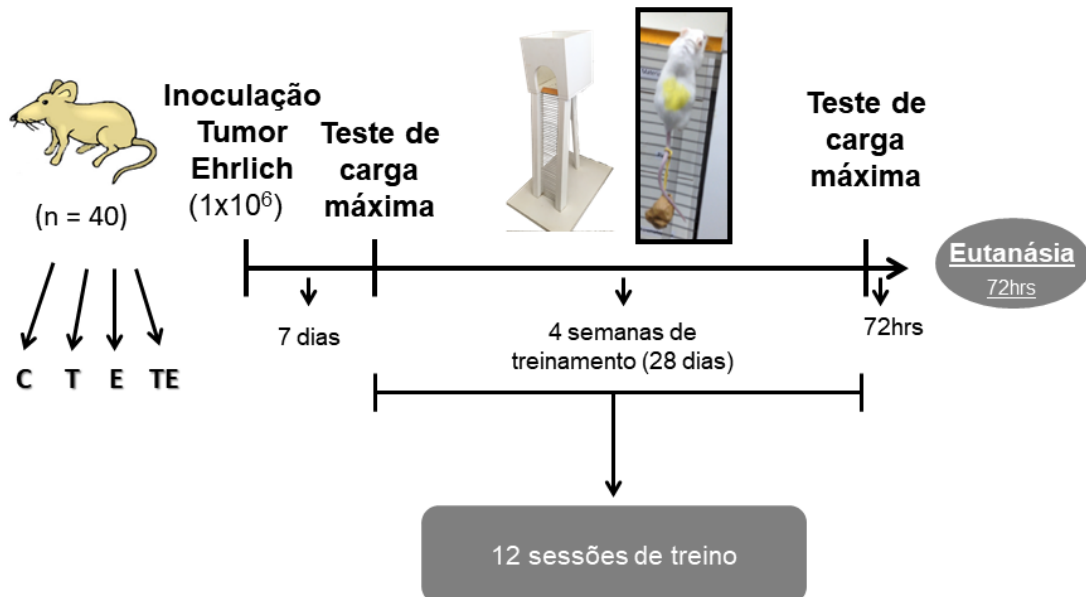 (n = 40)
C T E TE
Inoculação
Tumor
Ehrlich
(1x10⁶)
Teste de
carga
máxima
Teste de
carga
máxima
7 dias
4 semanas de
treinamento (28 dias)
72hrs
Eutanásia
72hrs
12 sessões de treino